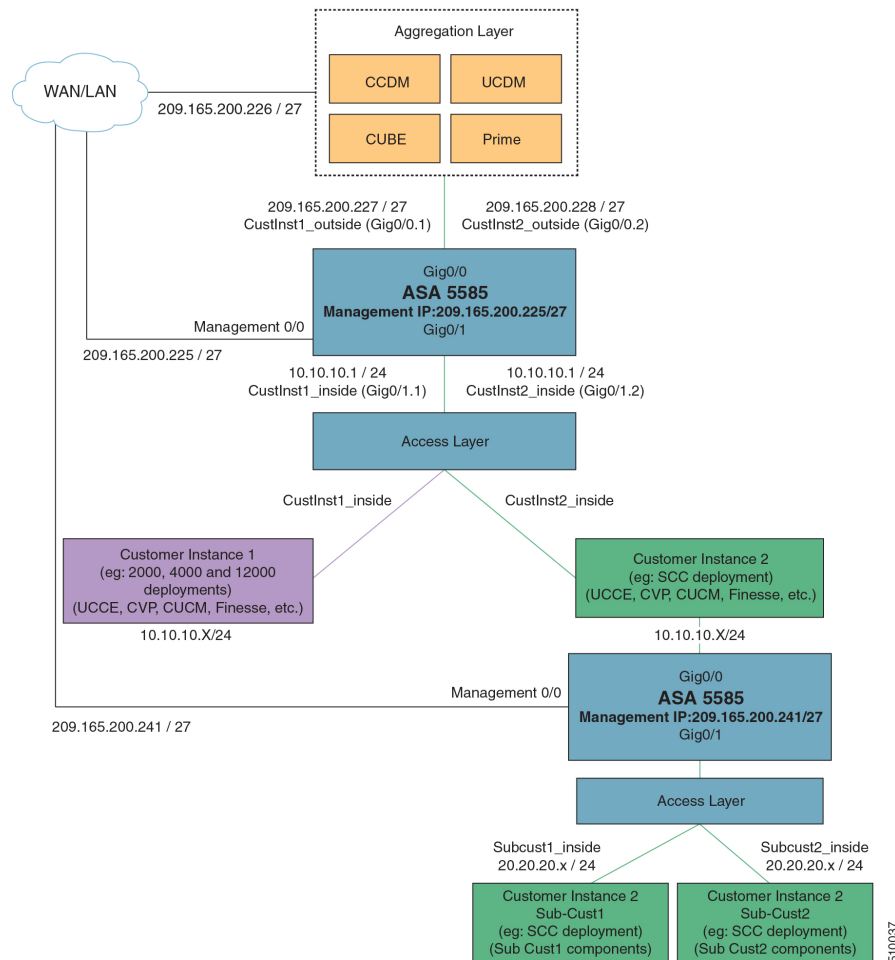 Aggregation Layer
WAN/LAN
CCDM
UCDM
209.165.200.226 / 27
CUBE
Prime
209.165.200.227 / 27
CustInst1_outside (Gig0/0.1)
209.165.200.228 / 27
CustInst2_outside (Gig0/0.2)
Gig0/0
ASA 5585
Management IP:209.165.200.225/27
Gig0/1
Management 0/0
209.165.200.225 / 27
10.10.10.1 / 24
CustInst1_inside (Gig0/1.1)
10.10.10.1 / 24
CustInst2_inside (Gig0/1.2)
Access Layer
CustInst1_inside
CustInst2_inside
Customer Instance 1
(eg: 2000, 4000 and 12000
deployments)
(UCCE, CVP, CUCM, Finesse, etc.)
10.10.10.X/24
Customer Instance 2
(eg: SCC deployment)
(UCCE, CVP, CUCM, Finesse, etc.)
10.10.10.X/24
Gig0/0
ASA 5585
Management IP:209.165.200.241/27
Gig0/1
Management 0/0
209.165.200.241 / 27
Access Layer
Subcust1_inside
20.20.20.x / 24
Subcust2_inside
20.20.20.x / 24
Customer Instance 2
Sub-Cust1
(eg: SCC deployment)
(Sub Cust1 components)
Customer Instance 2
Sub-Cust2
(eg: SCC deployment)
(Sub Cust2 components)